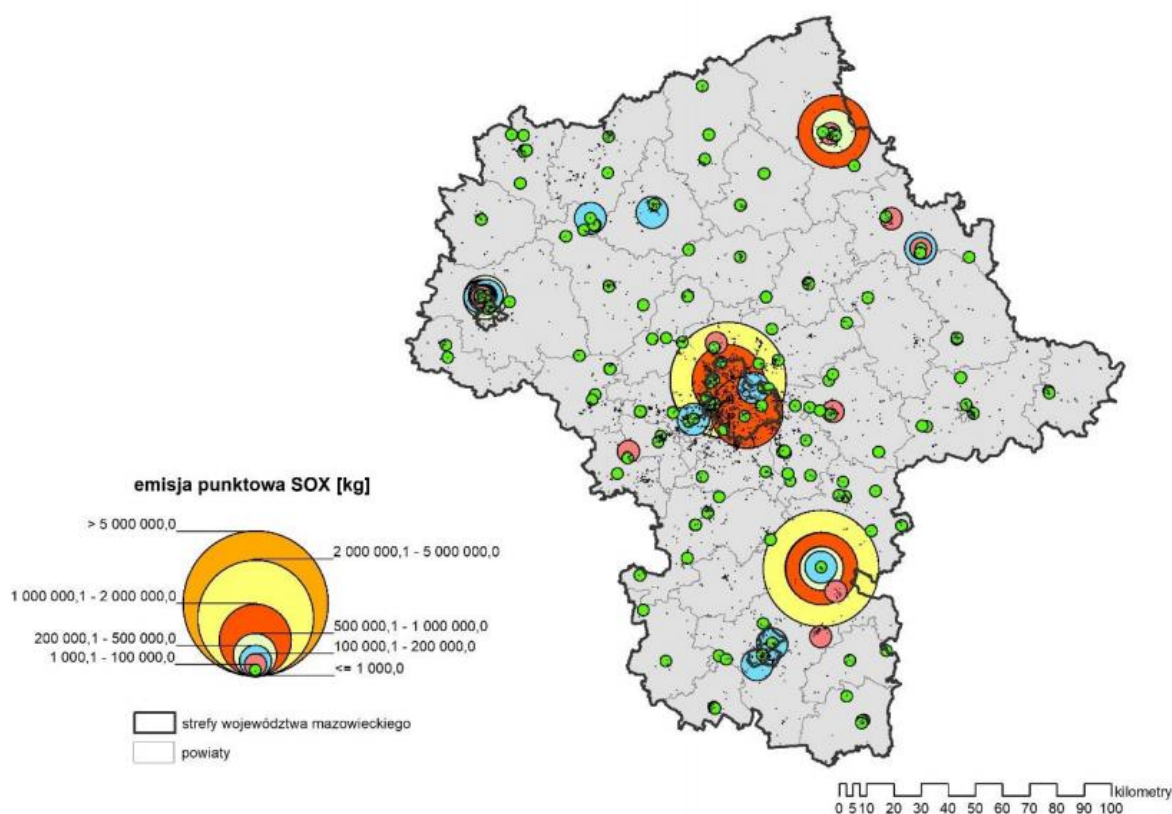 emisja punktowa SOX [kg]
> 5 000 000,0
2 000 000,1 - 5 000 000,0
1 000 000,1 - 2 000 000,0
500 000,1 - 1 000 000,0
200 000,1 - 500 000,0
100 000,1 - 200 000,0
1 000,1 - 100 000,0
<= 1 000,0
strefy województwa mazowieckiego
powiaty
kilometry
0 5 10 20 30 40 50 60 70 80 90 100